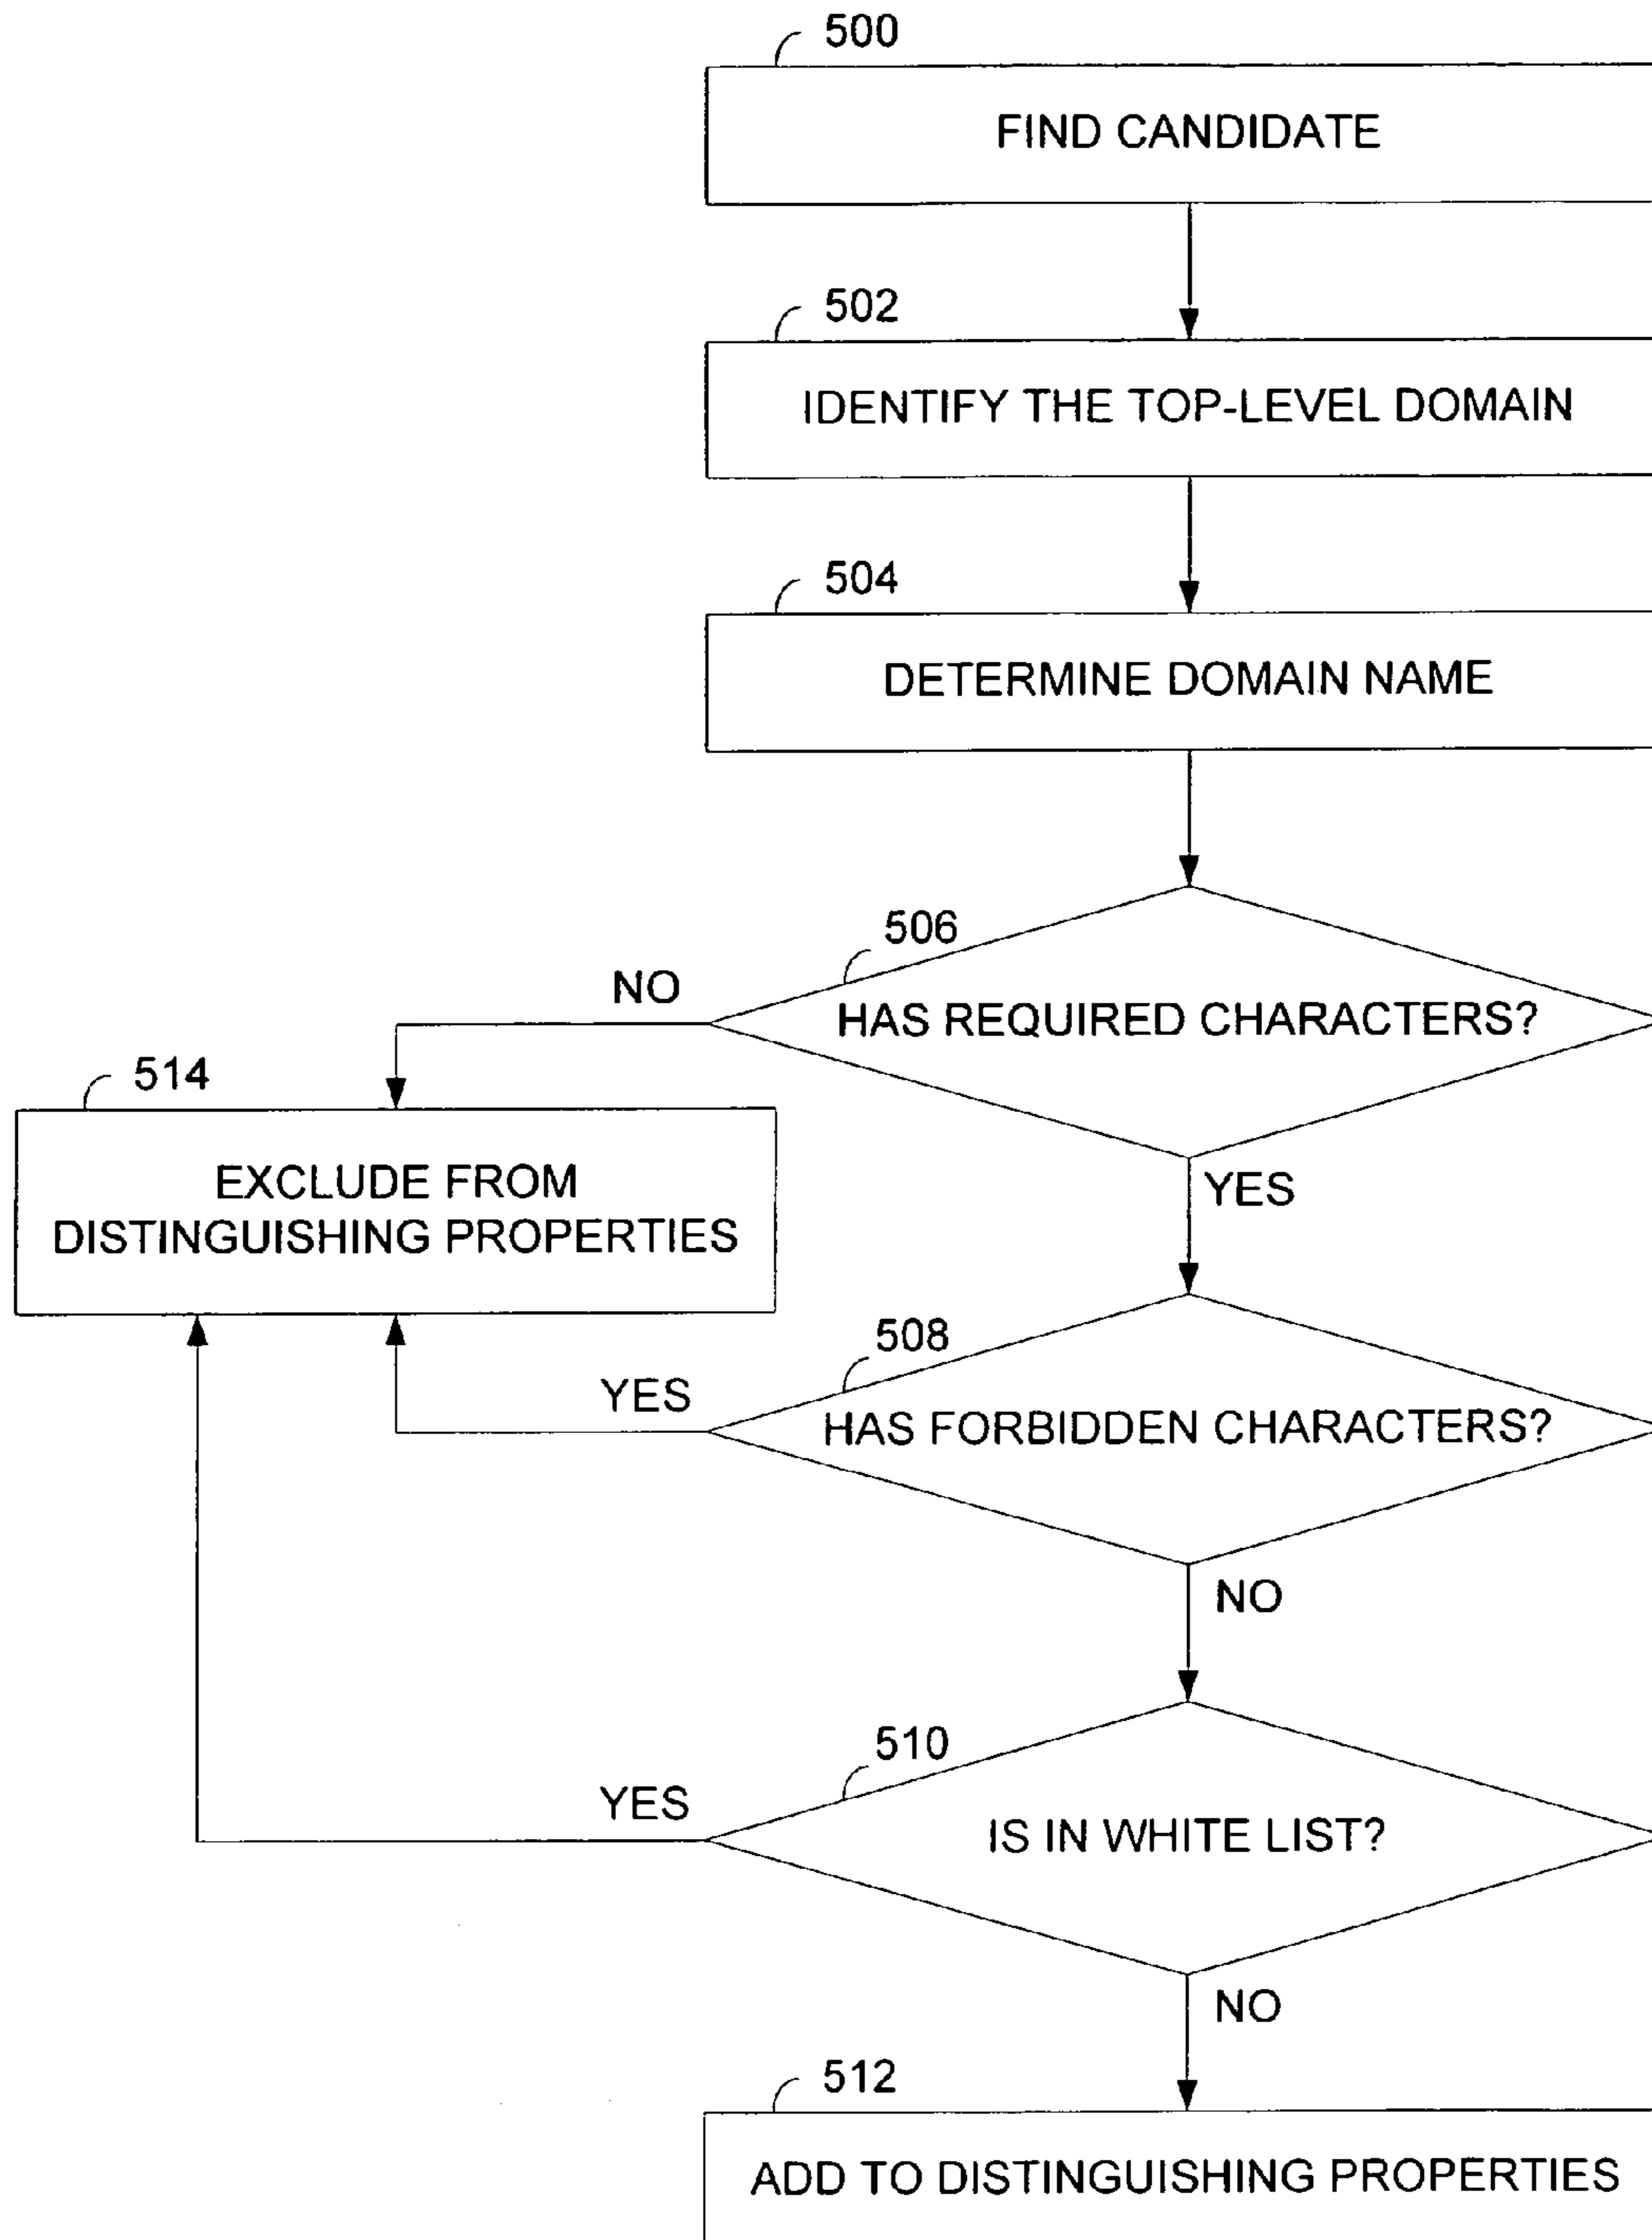 500
FIND CANDIDATE
502
IDENTIFY THE TOP-LEVEL DOMAIN
504
DETERMINE DOMAIN NAME
506
NO
HAS REQUIRED CHARACTERS?
514
EXCLUDE FROM
DISTINGUISHING PROPERTIES
YES
508
YES
HAS FORBIDDEN CHARACTERS?
NO
510
YES
IS IN WHITE LIST?
NO
512
ADD TO DISTINGUISHING PROPERTIES